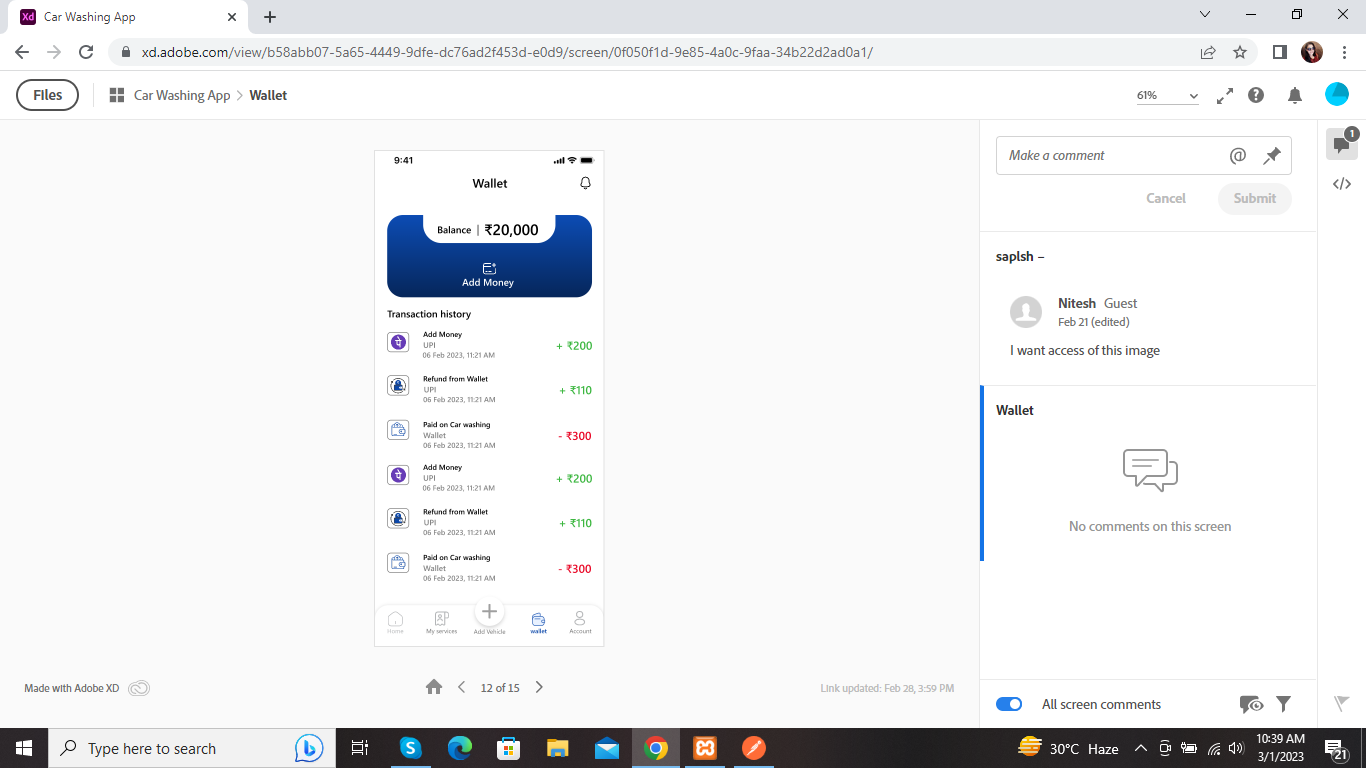 Xd Car Washing App
xd.adobe.com/view/b58abb07-5a65-4449-9dfe-dc76ad2f453d-e0d9/screen/0f050f1d-9e85-4a0c-9faa-34b22d2ad0a1/
Files Car Washing App > Wallet 61%
9:41
Wallet
Balance | ₹20,000
Add Money
Transaction history
Add Money
UPI
06 Feb 2023, 11:21 AM
+ ₹200
Refund from Wallet
UPI
06 Feb 2023, 11:21 AM
+ ₹110
Paid on Car washing
Wallet
06 Feb 2023, 11:21 AM
- ₹300
Add Money
UPI
06 Feb 2023, 11:21 AM
+ ₹200
Refund from Wallet
UPI
06 Feb 2023, 11:21 AM
+ ₹110
Paid on Car washing
Wallet
06 Feb 2023, 11:21 AM
- ₹300
Home My services Add Vehicle wallet Account
Made with Adobe XD 12 of 15 Link updated: Feb 28, 3:59 PM
Make a comment @
1
Cancel Submit
saplsh –
Nitesh Guest
Feb 21 (edited)
I want access of this image
Wallet
No comments on this screen
All screen comments
Type here to search
30°C Haze
10:39 AM
3/1/2023
21